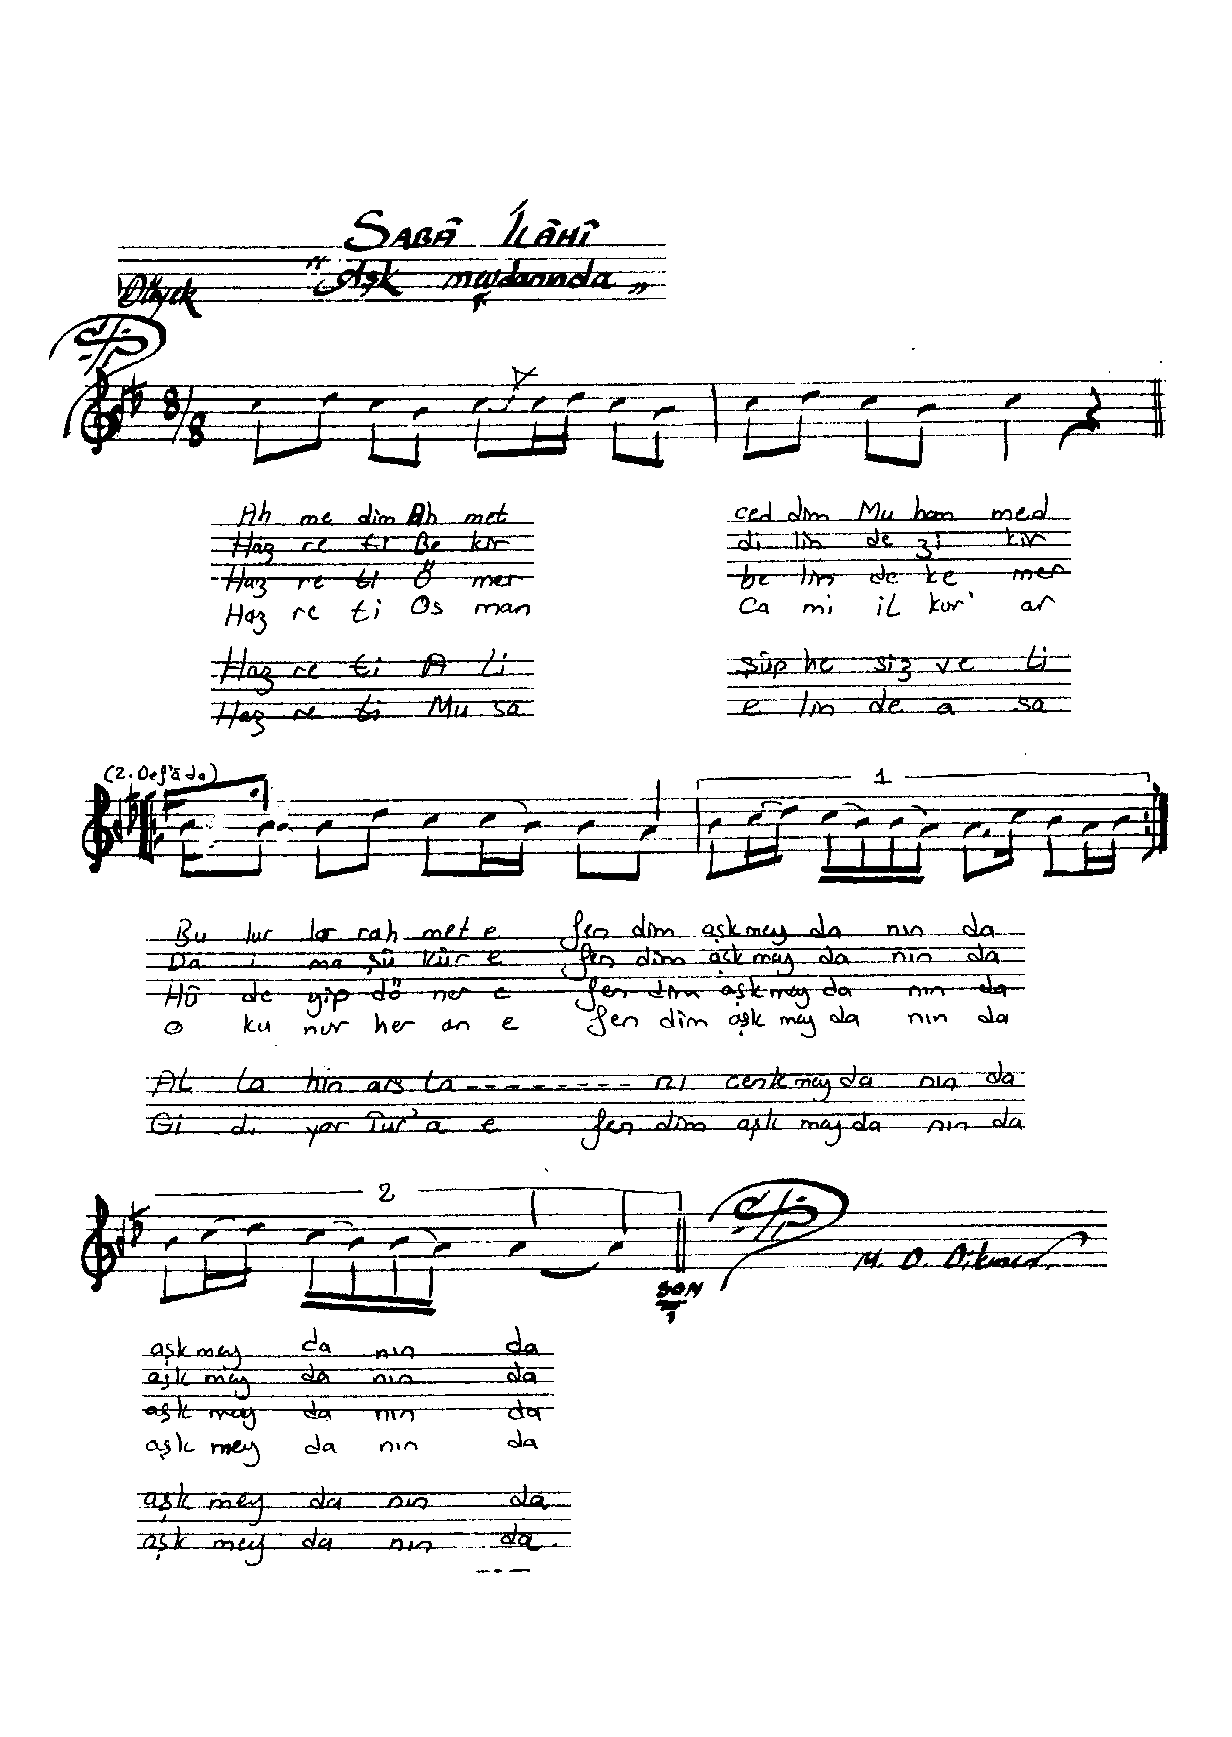 SABÂ İLÂHÎ
Düyek "Aşk meydanında"
8/8
Ah me dim Ah met ced dim Mu ham med
Haz re ti Be kir di lin de zi kir
Haz re ti Ö mer be lin de ke mer
Haz re ti Os man Ca mi il kur' an
Haz re ti A li şüp he siz ve li
Haz re ti Mu sa e lin de a sa
(2. Def'â da) 1
Bu lur lar rah met e fen dim aşk mey da nın da
Da i ma şü kür e fen dim aşk mey da nın da
Hû de yip dö ner e fen dim aşk mey da nın da
o ku nur her an e fen dim aşk mey da nın da
Al la hın ars la - - - - - - - - - nı cenk mey da nın da
Gi di yor Tur' a e fen dim aşk mey da nın da
2
SON
aşk mey da nın da
aşk mey da nın da
aşk mey da nın da
aşk mey da nın da
aşk mey da nın da
aşk mey da nın da.